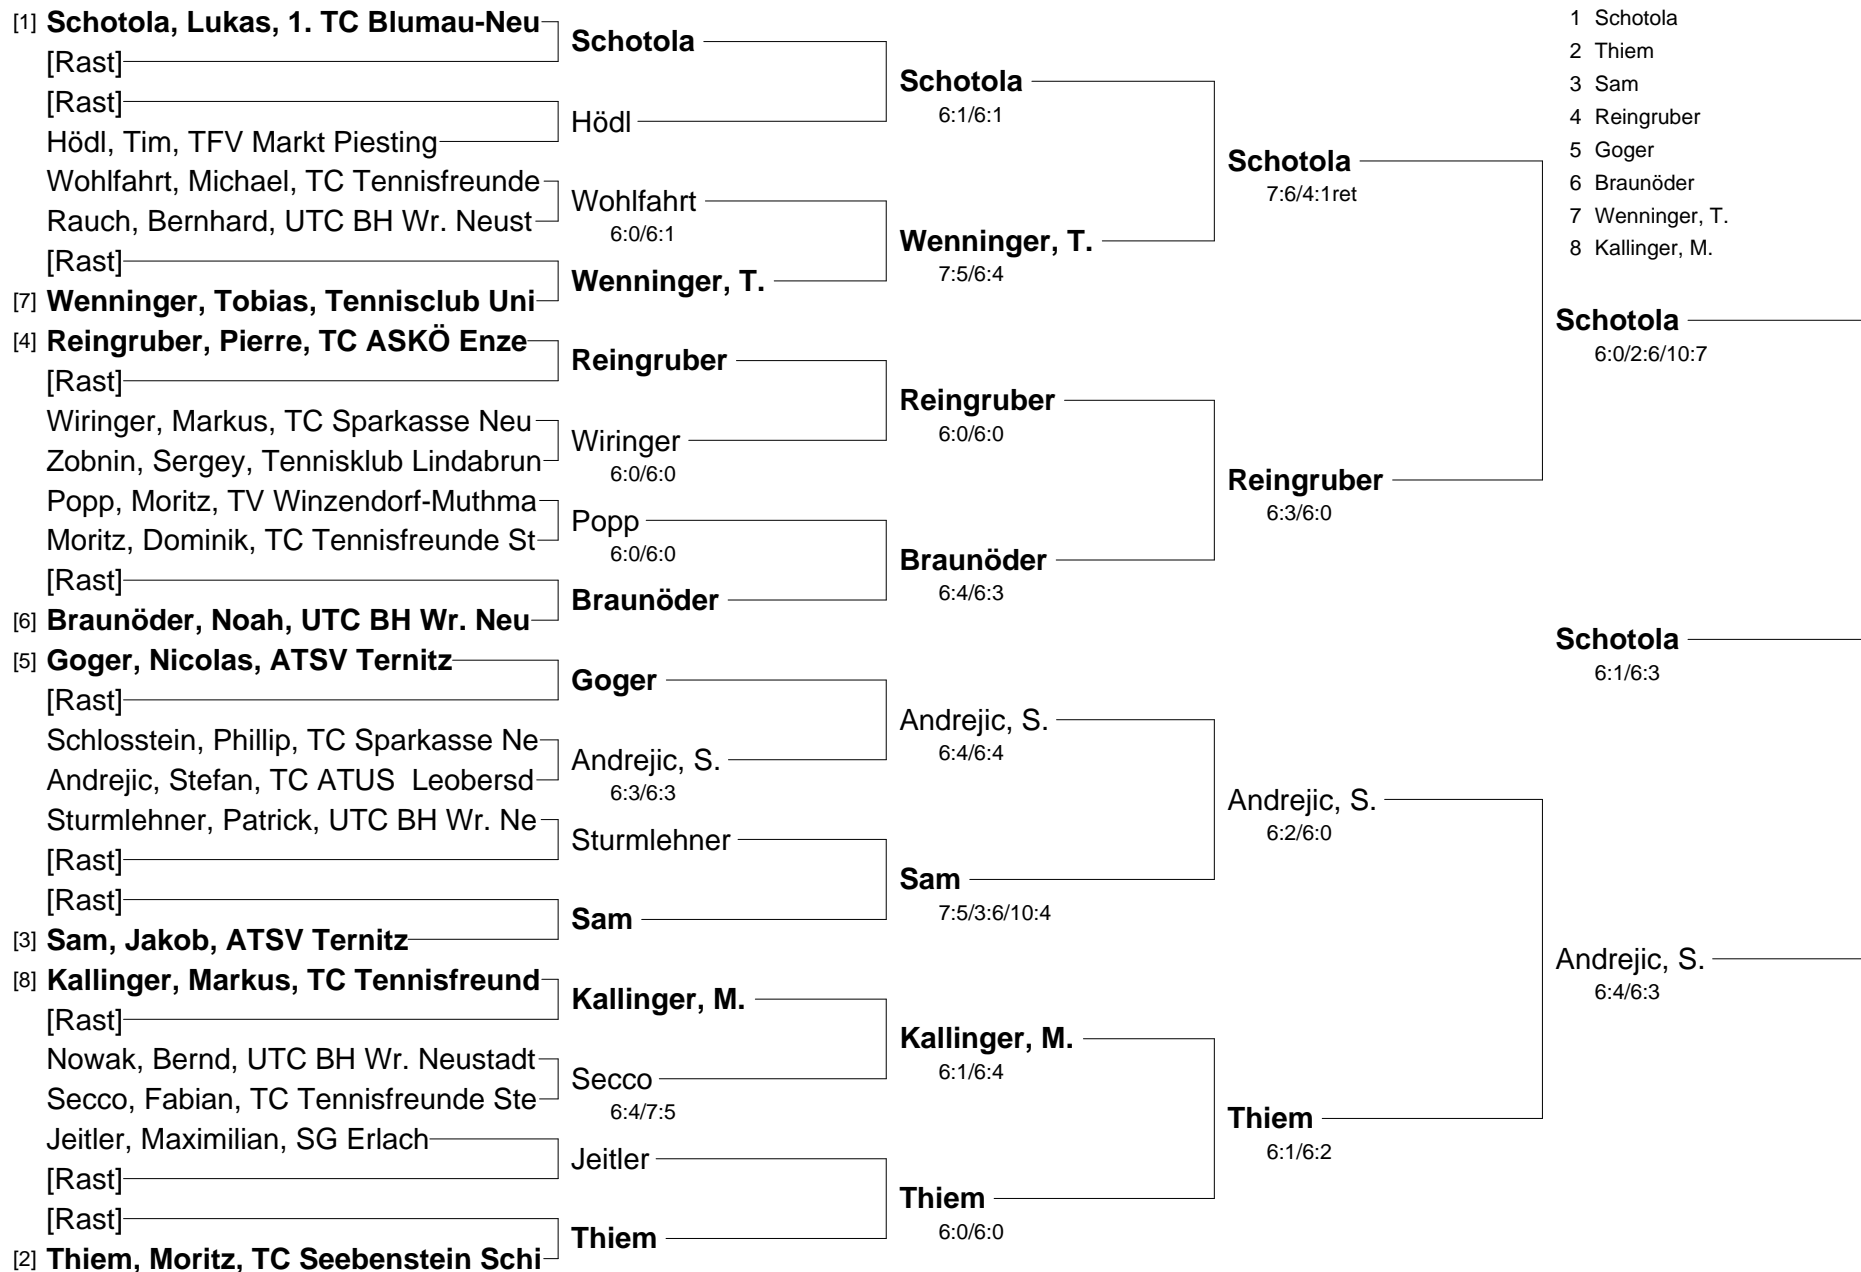 [1] Schotola, Lukas, 1. TC Blumau-Neu
[Rast]
[Rast]
Hödl, Tim, TFV Markt Piesting
Wohlfahrt, Michael, TC Tennisfreunde
Rauch, Bernhard, UTC BH Wr. Neust
[Rast]
[7] Wenninger, Tobias, Tennisclub Uni
[4] Reingruber, Pierre, TC ASKÖ Enze
[Rast]
Wiringer, Markus, TC Sparkasse Neu
Zobnin, Sergey, Tennisklub Lindabrun
Popp, Moritz, TV Winzendorf-Muthma
Moritz, Dominik, TC Tennisfreunde St
[Rast]
[6] Braunöder, Noah, UTC BH Wr. Neu
[5] Goger, Nicolas, ATSV Ternitz
[Rast]
Schlosstein, Phillip, TC Sparkasse Ne
Andrejic, Stefan, TC ATUS  Leobersd
Sturmlehner, Patrick, UTC BH Wr. Ne
[Rast]
[Rast]
[3] Sam, Jakob, ATSV Ternitz
[8] Kallinger, Markus, TC Tennisfreund
[Rast]
Nowak, Bernd, UTC BH Wr. Neustadt
Secco, Fabian, TC Tennisfreunde Ste
Jeitler, Maximilian, SG Erlach
[Rast]
[Rast]
[2] Thiem, Moritz, TC Seebenstein Schi
Schotola
Hödl
Wohlfahrt
6:0/6:1
Wenninger, T.
Reingruber
Wiringer
6:0/6:0
Popp
6:0/6:0
Braunöder
Goger
Andrejic, S.
6:3/6:3
Sturmlehner
Sam
Kallinger, M.
Secco
6:4/7:5
Jeitler
Thiem
Schotola
6:1/6:1
Wenninger, T.
7:5/6:4
Reingruber
6:0/6:0
Braunöder
6:4/6:3
Andrejic, S.
6:4/6:4
Sam
7:5/3:6/10:4
Kallinger, M.
6:1/6:4
Thiem
6:0/6:0
Schotola
7:6/4:1ret
Reingruber
6:3/6:0
Andrejic, S.
6:2/6:0
Thiem
6:1/6:2
1 Schotola
2 Thiem
3 Sam
4 Reingruber
5 Goger
6 Braunöder
7 Wenninger, T.
8 Kallinger, M.
Schotola
6:0/2:6/10:7
Schotola
6:1/6:3
Andrejic, S.
6:4/6:3